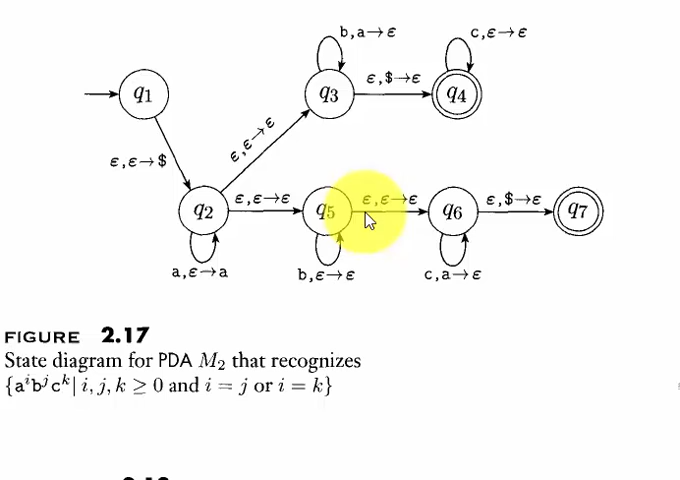 b,a→ε
c,ε→ε
q1
q3
ε,$→ε
q4
ε,ε→ε
ε,ε→$
q2
ε,ε→ε
q5
ε,ε→ε
q6
ε,$→ε
q7
a,ε→a
b,ε→ε
c,a→ε
FIGURE 2.17
State diagram for PDA M₂ that recognizes
{aⁱbʲcᵏ| i, j, k ≥ 0 and i = j or i = k}